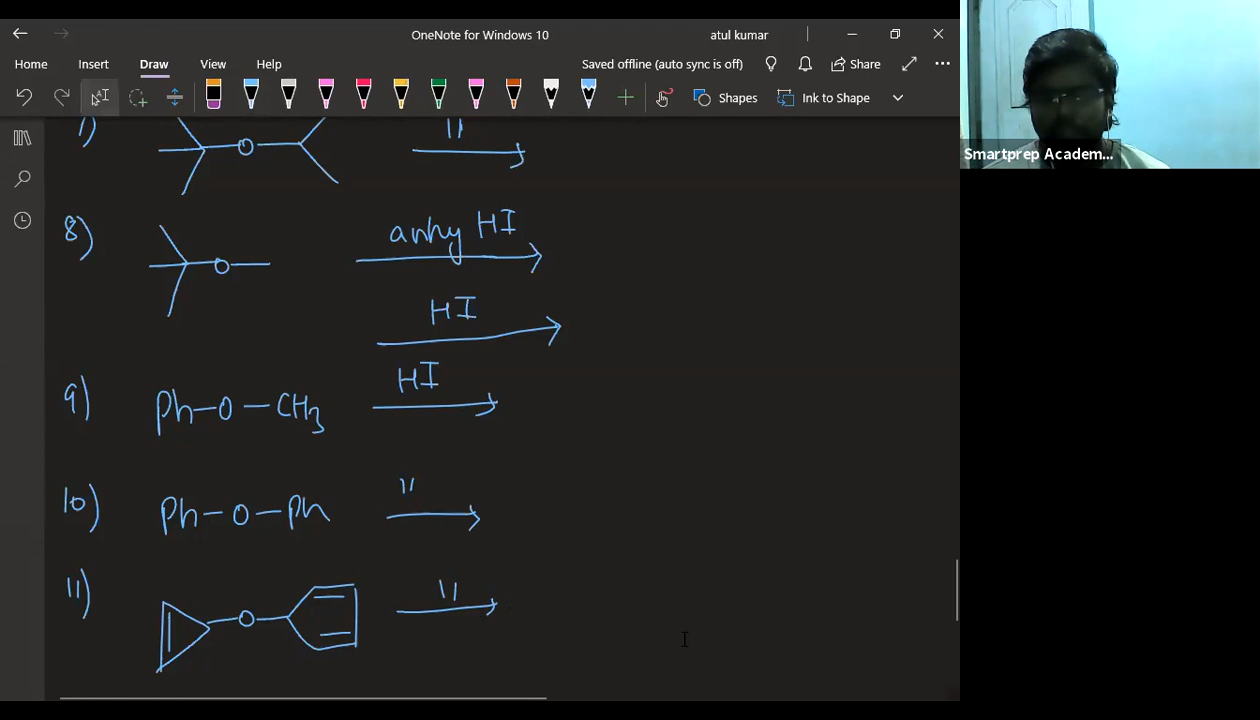 OneNote for Windows 10
atul kumar
Home Insert Draw View Help
Saved offline (auto sync is off)
Share
Shapes
Ink to Shape
Smartprep Academ...
7) O "
8) O anhy HI
HI
9) Ph-O-CH3 HI
10) Ph-O-Ph "
11) O "